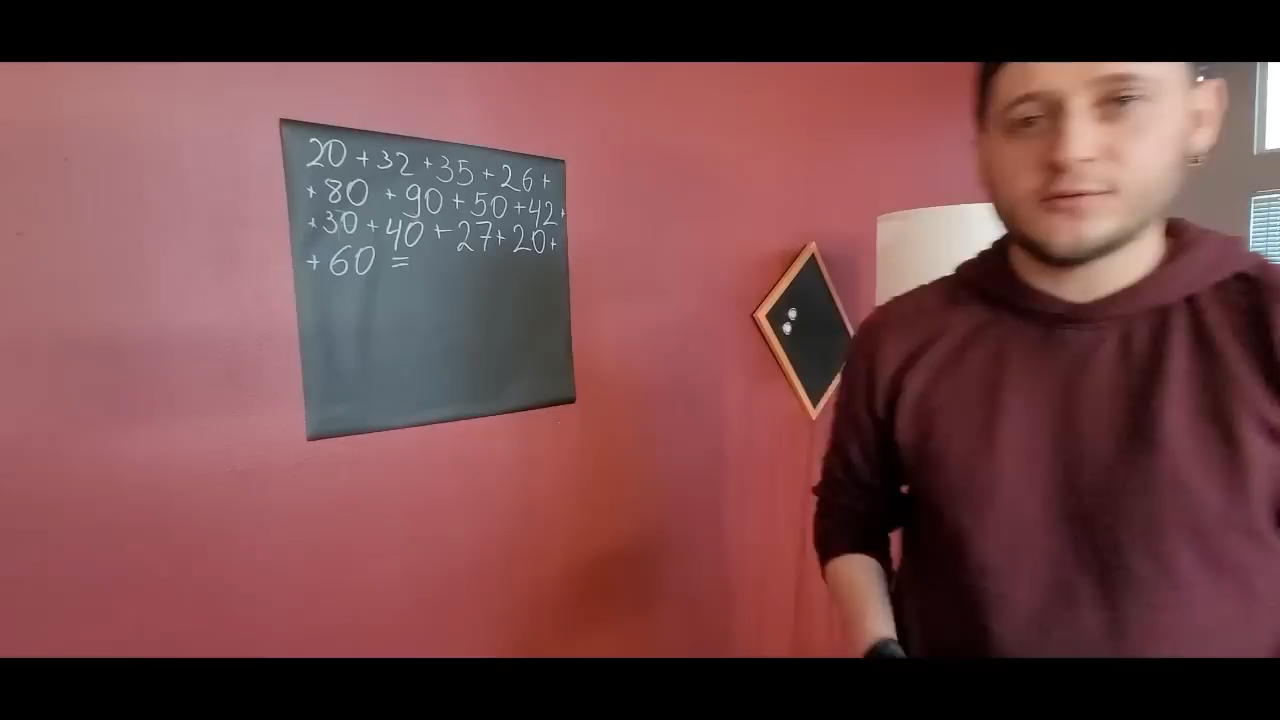 20 + 32 + 35 + 26 +
+ 80 + 90 + 50 + 42 +
+ 30 + 40 + 27 + 20 +
+ 60 =